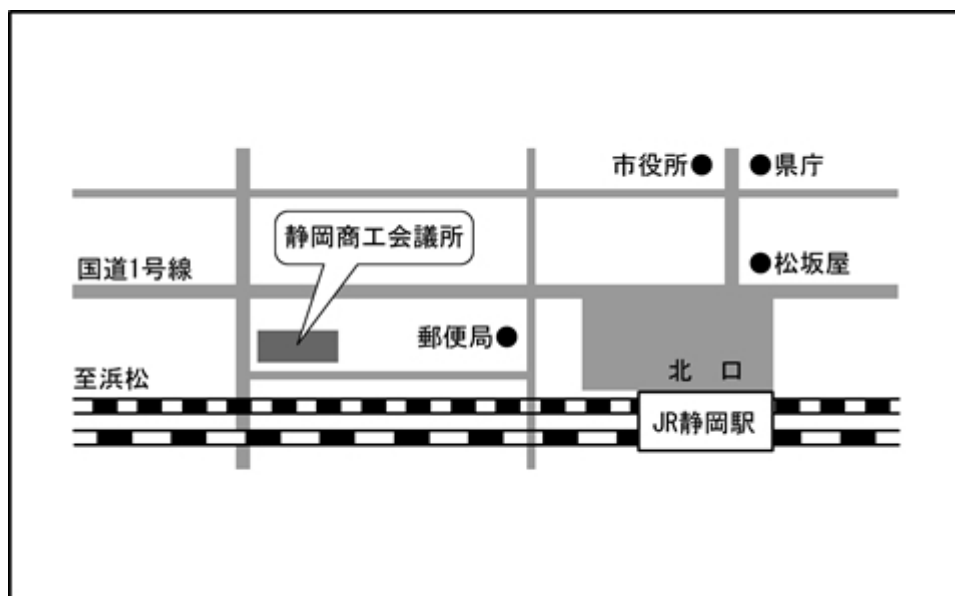 市役所
県庁
静岡商工会議所
国道1号線
松坂屋
郵便局
至浜松
北 口
JR静岡駅